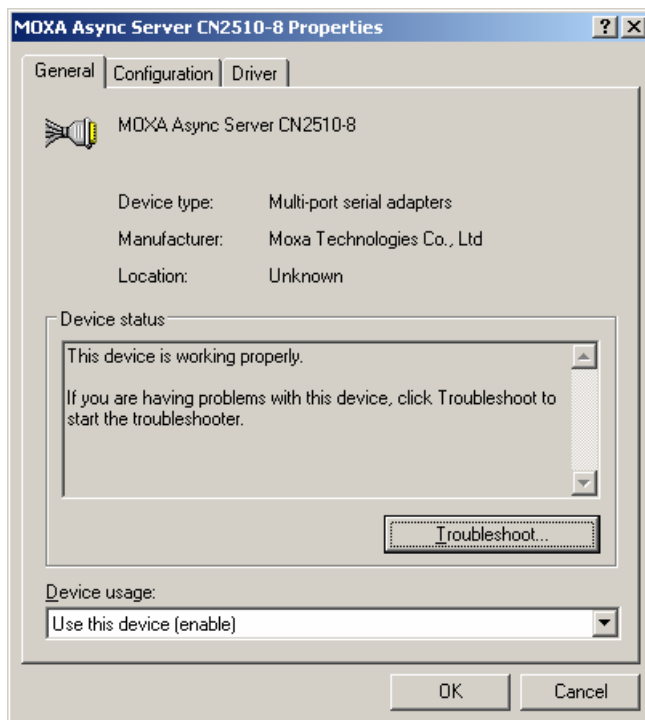 MOXA Async Server CN2510-8 Properties
General
Configuration
Driver
MOXA Async Server CN2510-8
Device type: Multi-port serial adapters
Manufacturer: Moxa Technologies Co., Ltd
Location: Unknown
Device status
This device is working properly.
If you are having problems with this device, click Troubleshoot to
start the troubleshooter.
Troubleshoot...
Device usage:
Use this device (enable)
OK
Cancel